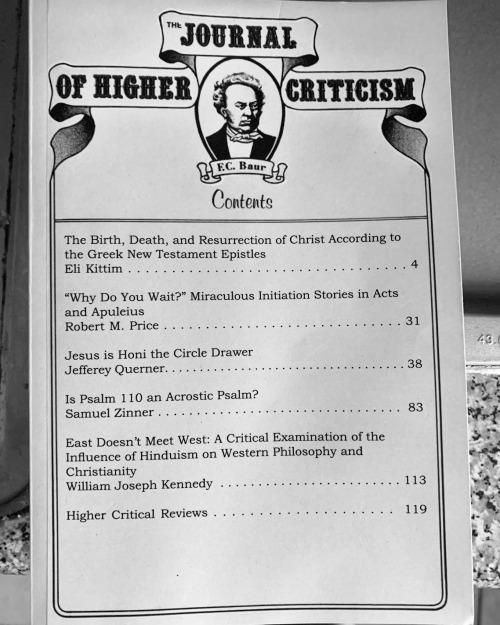 THE JOURNAL
OF HIGHER CRITICISM
F.C. Baur
Contents
The Birth, Death, and Resurrection of Christ According to
the Greek New Testament Epistles
Eli Kittim . . . . . . . . . . . . . . . . . . . . . . . . . . . . . . . . . 4
“Why Do You Wait?” Miraculous Initiation Stories in Acts
and Apuleius
Robert M. Price . . . . . . . . . . . . . . . . . . . . . . . . . . . . 31
Jesus is Honi the Circle Drawer
Jefferey Querner. . . . . . . . . . . . . . . . . . . . . . . . . . . . 38
Is Psalm 110 an Acrostic Psalm?
Samuel Zinner . . . . . . . . . . . . . . . . . . . . . . . . . . . . . 83
East Doesn’t Meet West: A Critical Examination of the
Influence of Hinduism on Western Philosophy and
Christianity
William Joseph Kennedy . . . . . . . . . . . . . . . . . . . . . 113
Higher Critical Reviews . . . . . . . . . . . . . . . . . . . . . 119